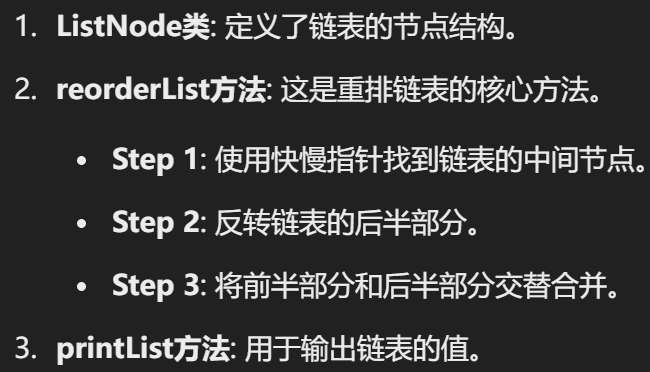 1. ListNode类: 定义了链表的节点结构。
2. reorderList方法: 这是重排链表的核心方法。
• Step 1: 使用快慢指针找到链表的中间节点。
• Step 2: 反转链表的后半部分。
• Step 3: 将前半部分和后半部分交替合并。
3. printList方法: 用于输出链表的值。